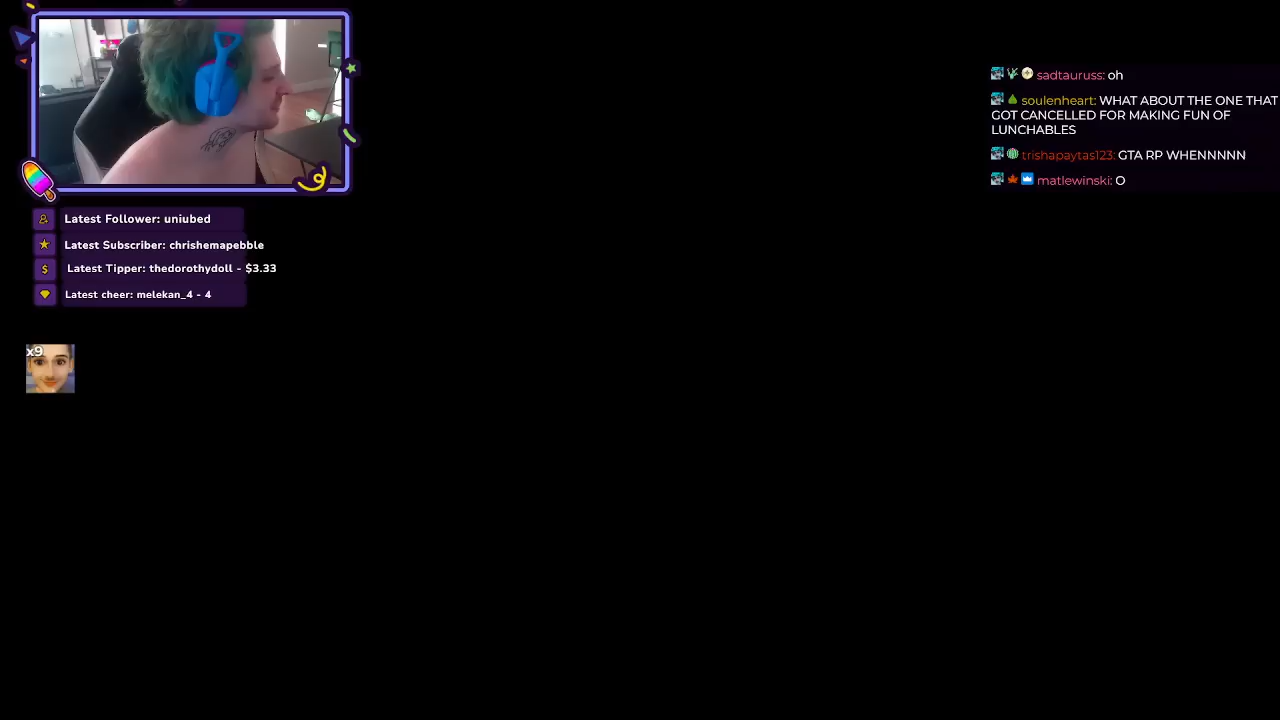 sadtauruss: oh
soulenheart: WHAT ABOUT THE ONE THAT
GOT CANCELLED FOR MAKING FUN OF
LUNCHABLES
trishapaytas123: GTA RP WHENNNNN
matlewinski: O
Latest Follower: uniubed
Latest Subscriber: chrishemapebble
Latest Tipper: thedorothydoll - $3.33
Latest cheer: melekan_4 - 4
x9